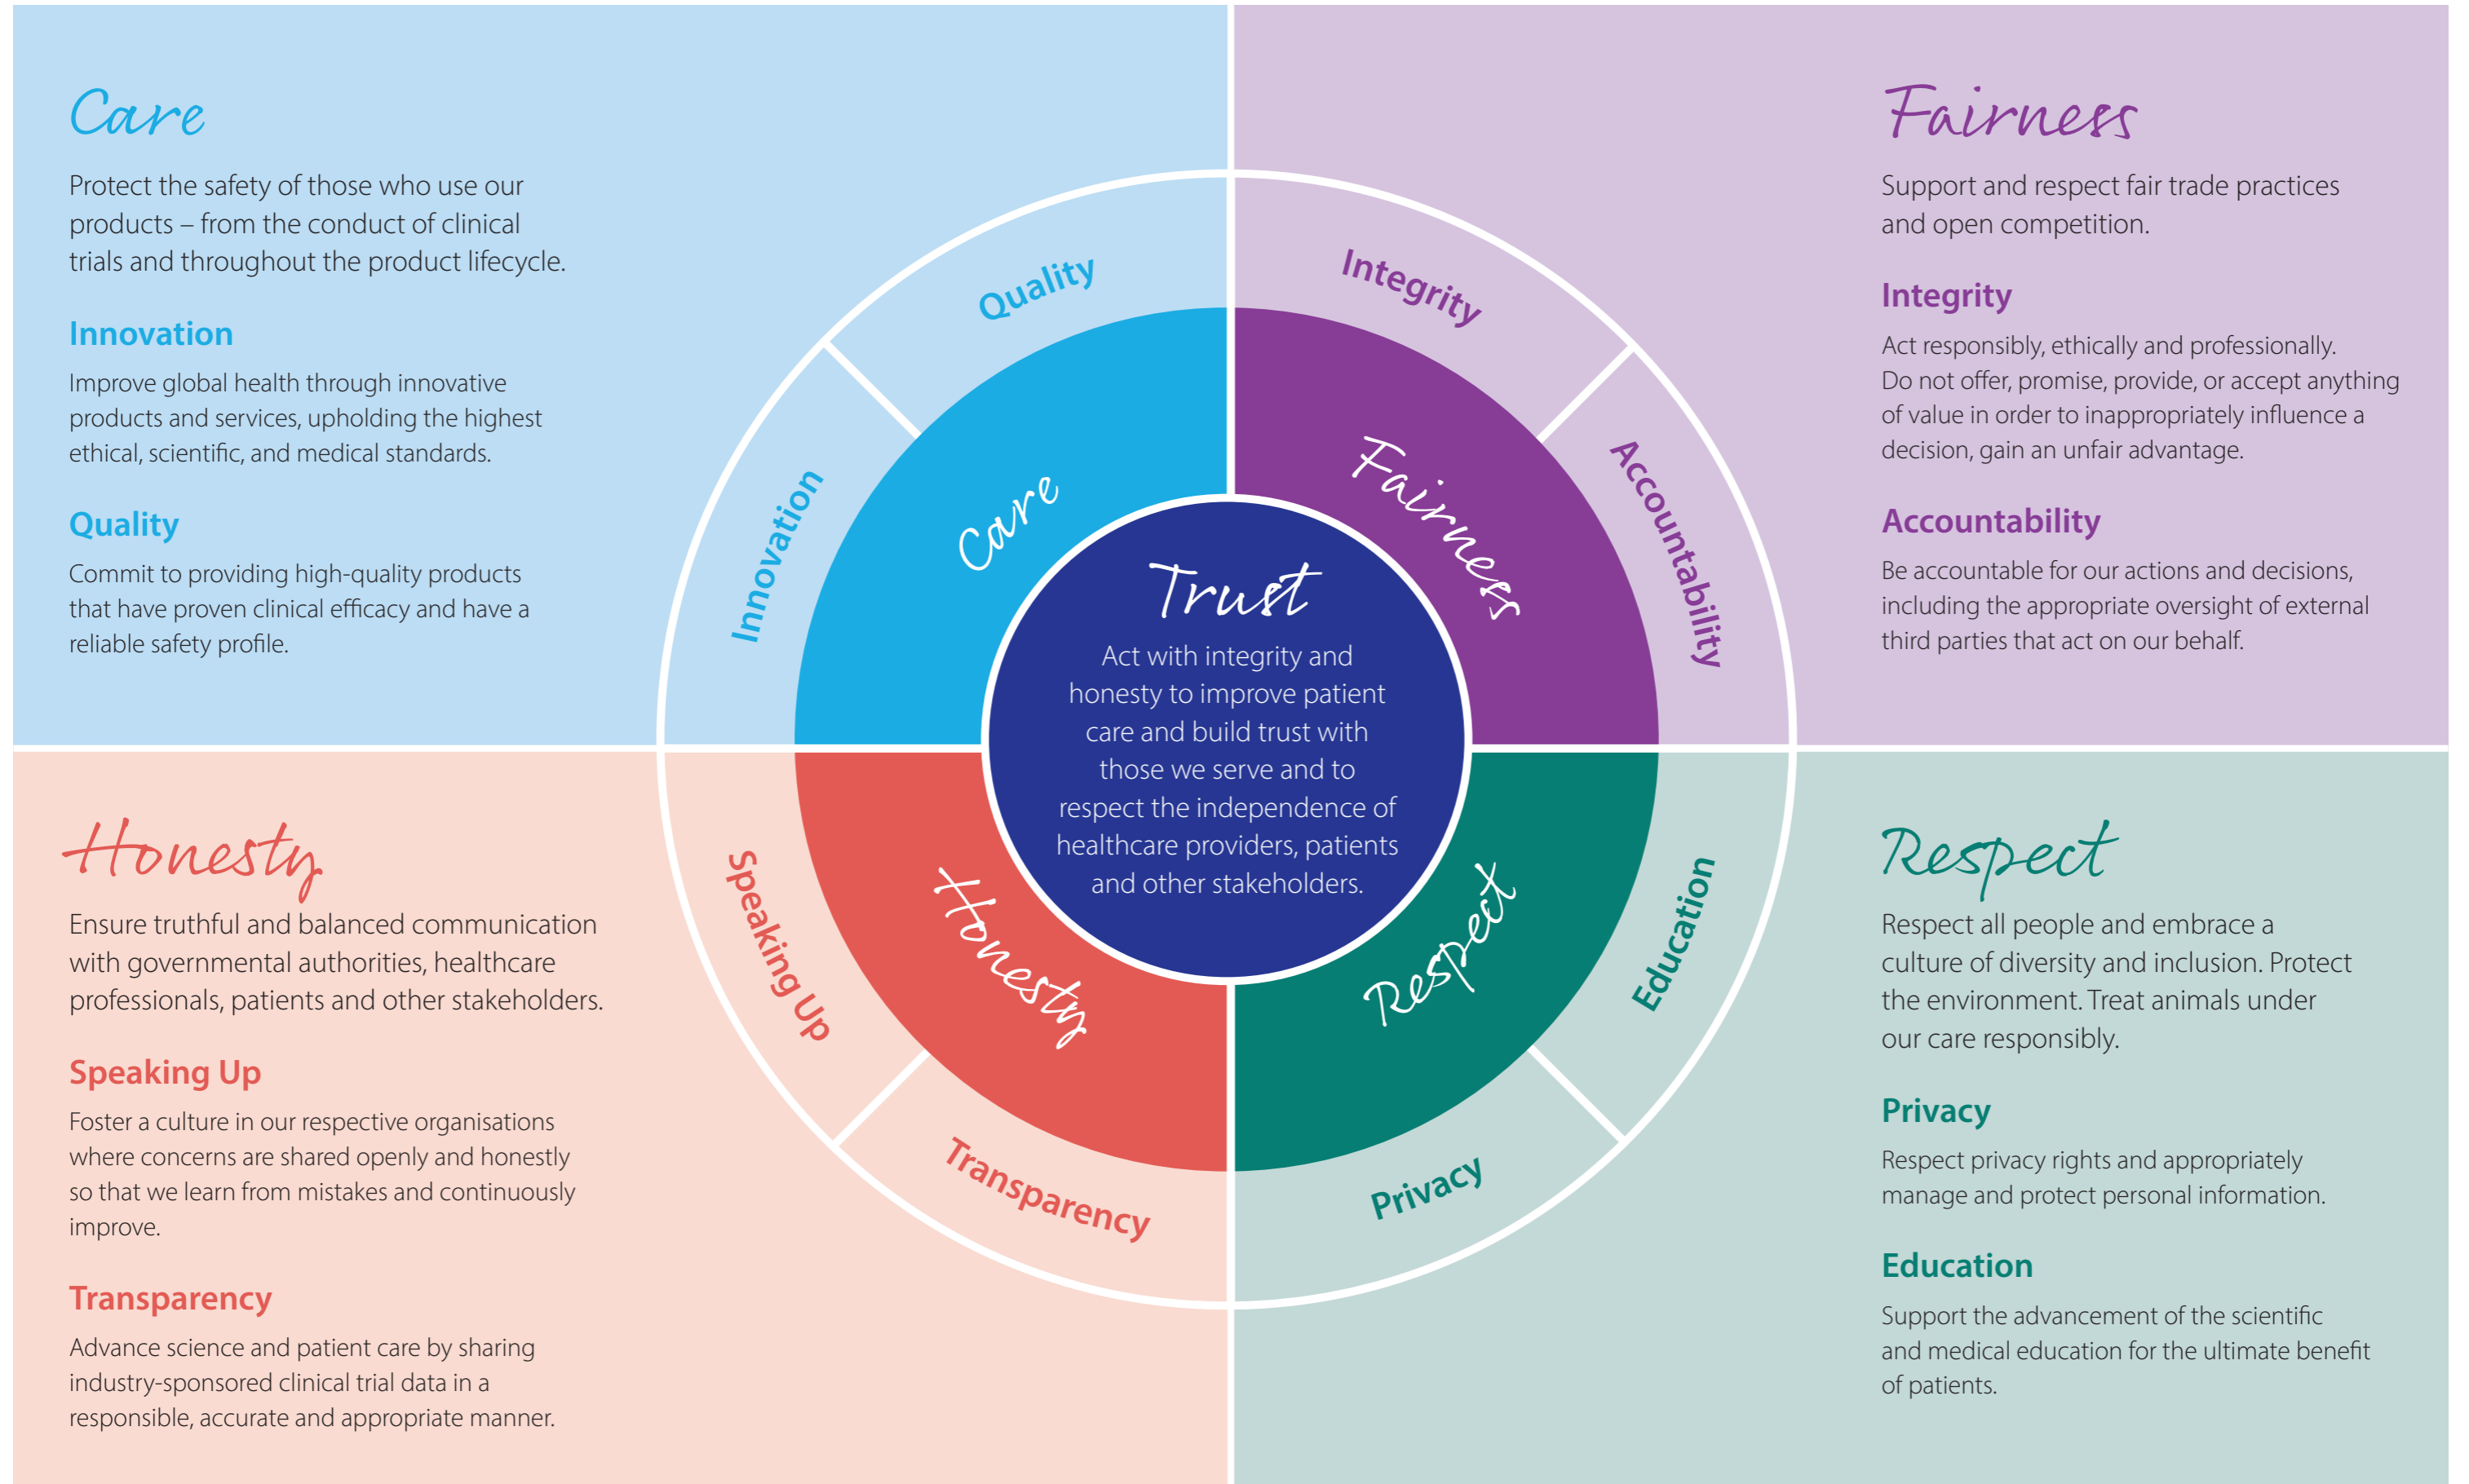 Care
Protect the safety of those who use our
products – from the conduct of clinical
trials and throughout the product lifecycle.
Innovation
Improve global health through innovative
products and services, upholding the highest
ethical, scientific, and medical standards.
Quality
Commit to providing high-quality products
that have proven clinical efficacy and have a
reliable safety profile.
Fairness
Support and respect fair trade practices
and open competition.
Integrity
Act responsibly, ethically and professionally.
Do not offer, promise, provide, or accept anything
of value in order to inappropriately influence a
decision, gain an unfair advantage.
Accountability
Be accountable for our actions and decisions,
including the appropriate oversight of external
third parties that act on our behalf.
Quality
Innovation
Care
Integrity
Accountability
Fairness
Trust
Act with integrity and
honesty to improve patient
care and build trust with
those we serve and to
respect the independence of
healthcare providers, patients
and other stakeholders.
Speaking Up
Transparency
Honesty
Education
Privacy
Respect
Honesty
Ensure truthful and balanced communication
with governmental authorities, healthcare
professionals, patients and other stakeholders.
Speaking Up
Foster a culture in our respective organisations
where concerns are shared openly and honestly
so that we learn from mistakes and continuously
improve.
Transparency
Advance science and patient care by sharing
industry-sponsored clinical trial data in a
responsible, accurate and appropriate manner.
Respect
Respect all people and embrace a
culture of diversity and inclusion. Protect
the environment. Treat animals under
our care responsibly.
Privacy
Respect privacy rights and appropriately
manage and protect personal information.
Education
Support the advancement of the scientific
and medical education for the ultimate benefit
of patients.